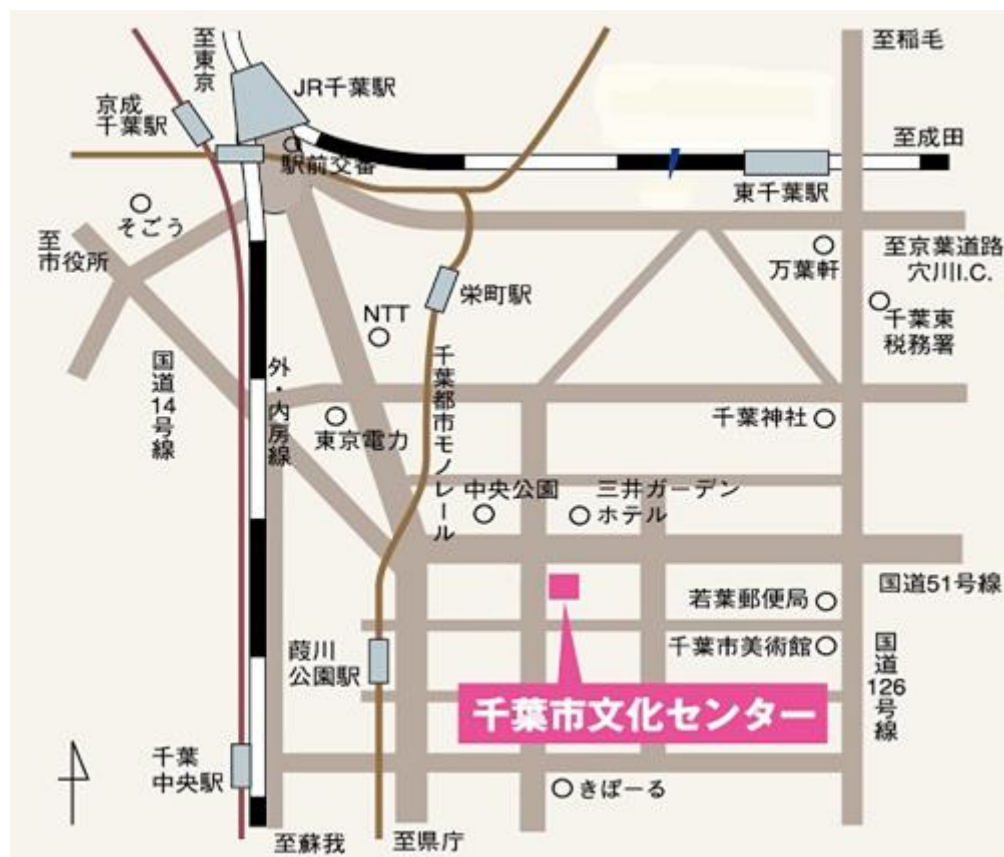 至東京
至稲毛
JR千葉駅
京成
千葉駅
至成田
駅前交番
東千葉駅
そごう
至
市役所
至京葉道路
穴川I.C.
万葉軒
栄町駅
NTT
千葉東
税務署
国道14号線
外・内房線
千葉都市モノレール
千葉神社
東京電力
中央公園
三井ガーデン
ホテル
国道51号線
若葉郵便局
千葉市美術館
国道126号線
葭川
公園駅
千葉市文化センター
千葉
中央駅
きぼーる
至蘇我
至県庁